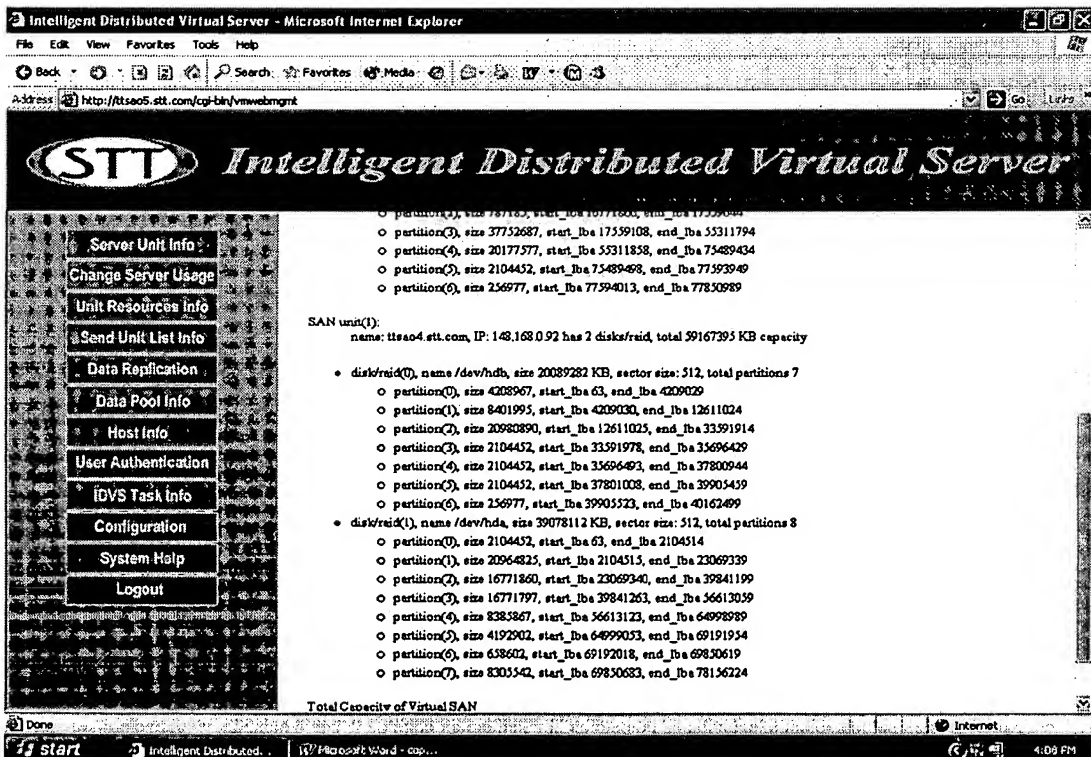 Intelligent Distributed Virtual Server - Microsoft Internet Explorer
File Edit View Favorites Tools Help
Back Search Favorites Media
Address http://ttsao5.stt.com/cgi-bin/vmwebmgmt Go Links
STT Intelligent Distributed Virtual Server
Server Unit Info
Change Server Usage
Unit Resources Info
Send Unit List Info
Data Replication
Data Pool Info
Host Info
User Authentication
IDVS Task Info
Configuration
System Help
Logout
partition(3), size 37752687, start_lba 17559108, end_lba 55311794
partition(4), size 20177577, start_lba 55311858, end_lba 75489434
partition(5), size 2104452, start_lba 75489498, end_lba 77593949
partition(6), size 256977, start_lba 77594013, end_lba 77850989
SAN unit(1):
name: ttsao4.stt.com, IP: 148.168.0.92 has 2 disks/raid, total 59167395 KB capacity
disk/raid(0), name /dev/hdb, size 20089282 KB, sector size: 512, total partitions 7
partition(0), size 4208967, start_lba 63, end_lba 4209029
partition(1), size 8401995, start_lba 4209030, end_lba 12611024
partition(2), size 20980890, start_lba 12611025, end_lba 33591914
partition(3), size 2104452, start_lba 33591978, end_lba 35696429
partition(4), size 2104452, start_lba 35696493, end_lba 37800944
partition(5), size 2104452, start_lba 37801008, end_lba 39905459
partition(6), size 256977, start_lba 39905523, end_lba 40162499
disk/raid(1), name /dev/hda, size 39078112 KB, sector size: 512, total partitions 8
partition(0), size 2104452, start_lba 63, end_lba 2104514
partition(1), size 20964825, start_lba 2104515, end_lba 23069339
partition(2), size 16771860, start_lba 23069340, end_lba 39841199
partition(3), size 16771797, start_lba 39841263, end_lba 56613059
partition(4), size 8385867, start_lba 56613123, end_lba 64998989
partition(5), size 4192902, start_lba 64999053, end_lba 69191954
partition(6), size 658602, start_lba 69192018, end_lba 69850619
partition(7), size 8305542, start_lba 69850683, end_lba 78156224
Total Capacity of Virtual SAN
Done Internet
start Intelligent Distributed... Microsoft Word - cap... 4:08 PM